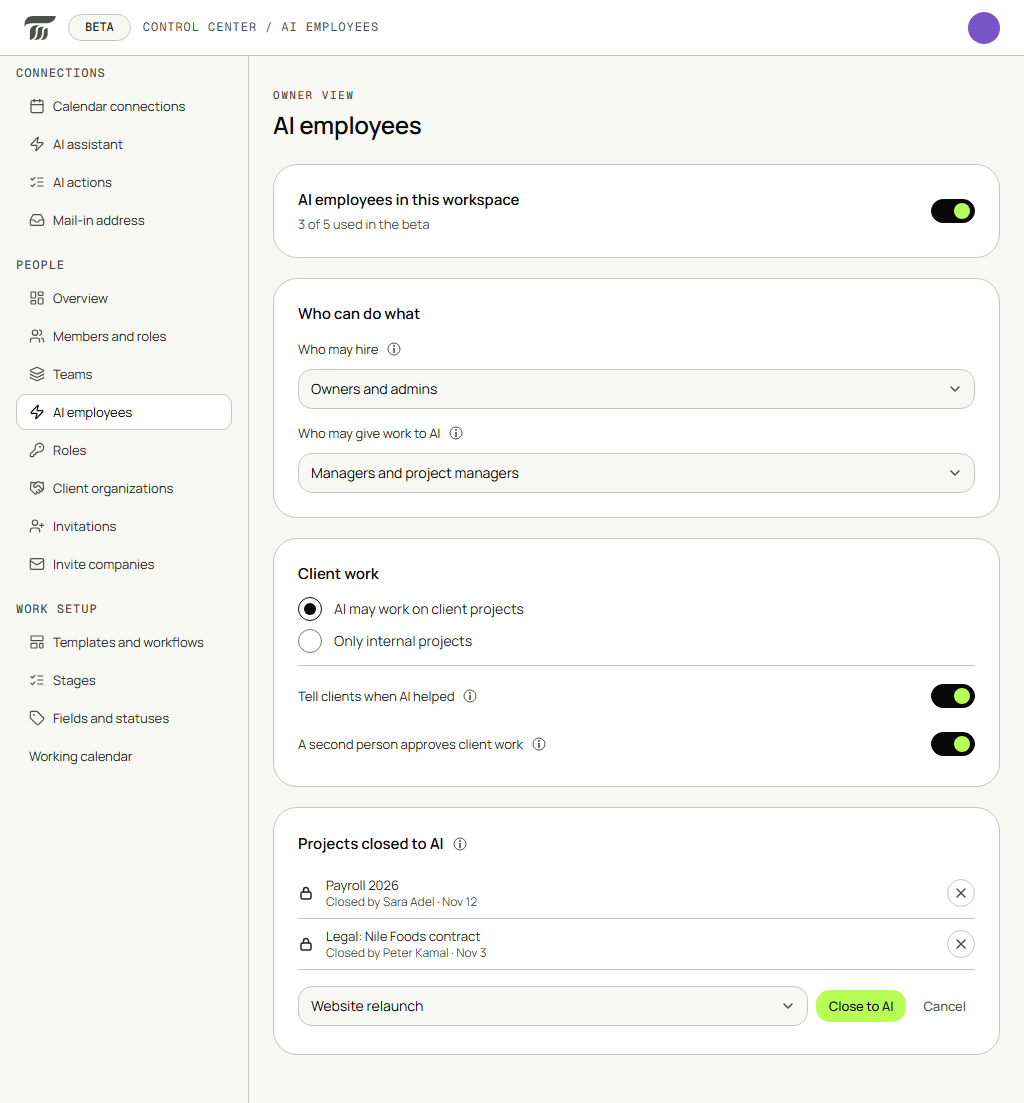 BETA
CONTROL CENTER / AI EMPLOYEES
CONNECTIONS
Calendar connections
AI assistant
AI actions
Mail-in address
PEOPLE
Overview
Members and roles
Teams
AI employees
Roles
Client organizations
Invitations
Invite companies
WORK SETUP
Templates and workflows
Stages
Fields and statuses
Working calendar
OWNER VIEW
AI employees
AI employees in this workspace
3 of 5 used in the beta
Who can do what
Who may hire
Owners and admins
Who may give work to AI
Managers and project managers
Client work
AI may work on client projects
Only internal projects
Tell clients when AI helped
A second person approves client work
Projects closed to AI
Payroll 2026
Closed by Sara Adel · Nov 12
Legal: Nile Foods contract
Closed by Peter Kamal · Nov 3
Website relaunch
Close to AI
Cancel